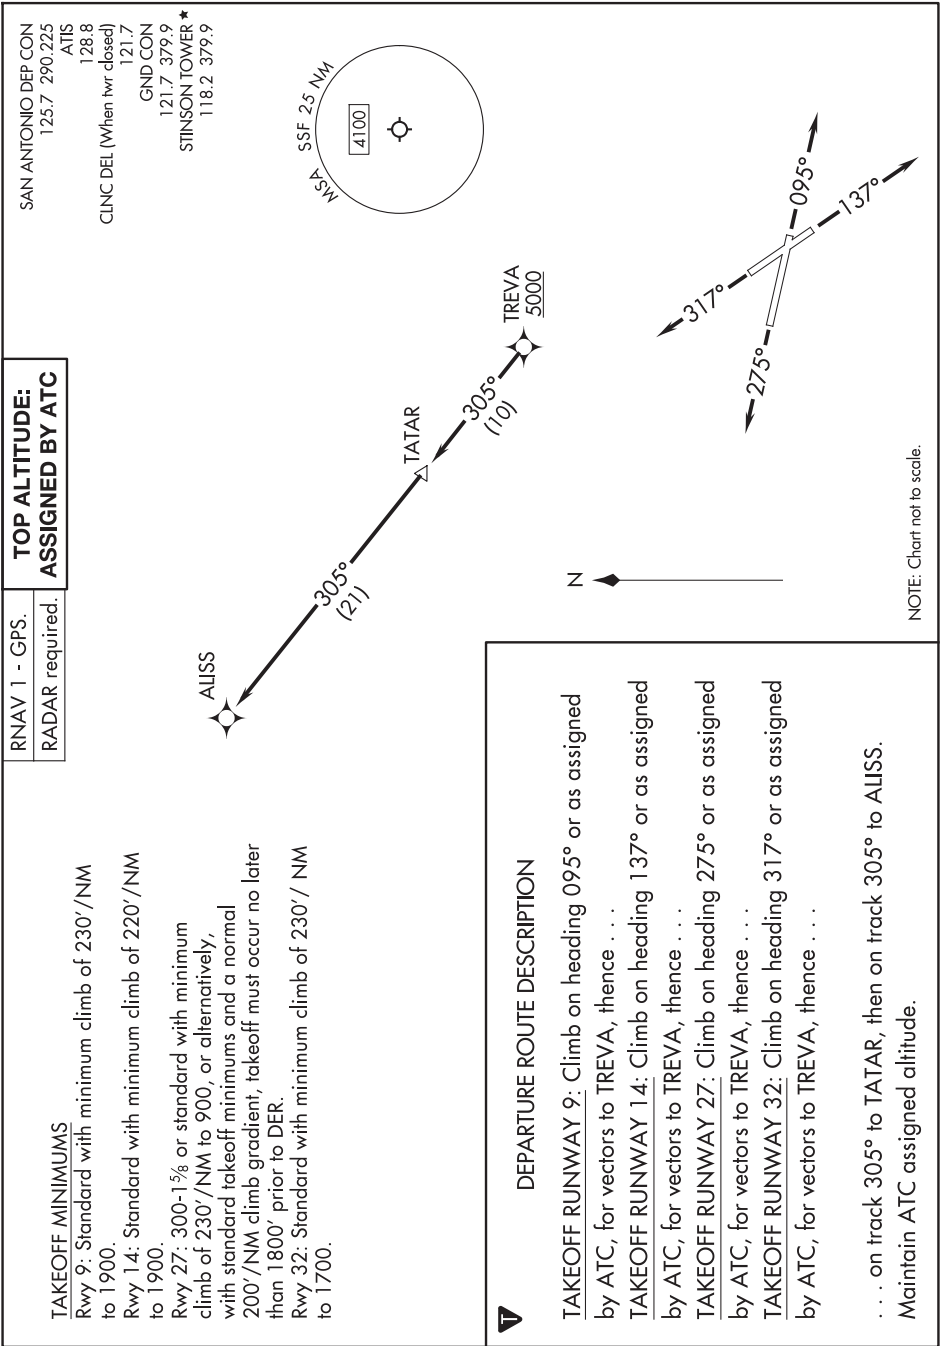 RNAV 1 - GPS.
RADAR required.
TOP ALTITUDE:
ASSIGNED BY ATC
SAN ANTONIO DEP CON
125.7 290.225
ATIS
128.8
CLNC DEL (When twr closed)
121.7
GND CON
121.7 379.9
STINSON TOWER ★
118.2 379.9
TAKEOFF MINIMUMS
Rwy 9: Standard with minimum climb of 230'/NM
to 1900.
Rwy 14: Standard with minimum climb of 220'/NM
to 1900.
Rwy 27: 300-1⅝ or standard with minimum
climb of 230'/NM to 900, or alternatively,
with standard takeoff minimums and a normal
200'/NM climb gradient, takeoff must occur no later
than 1800' prior to DER.
Rwy 32: Standard with minimum climb of 230'/ NM
to 1700.
ALISS
305°
(21)
TATAR
305°
(10)
TREVA
5000
MSA SSF 25 NM
4100
N
317°
095°
275°
137°
NOTE: Chart not to scale.
T
DEPARTURE ROUTE DESCRIPTION
TAKEOFF RUNWAY 9: Climb on heading 095° or as assigned
by ATC, for vectors to TREVA, thence . . .
TAKEOFF RUNWAY 14: Climb on heading 137° or as assigned
by ATC, for vectors to TREVA, thence . . .
TAKEOFF RUNWAY 27: Climb on heading 275° or as assigned
by ATC, for vectors to TREVA, thence . . .
TAKEOFF RUNWAY 32: Climb on heading 317° or as assigned
by ATC, for vectors to TREVA, thence . . .
. . . on track 305° to TATAR, then on track 305° to ALISS.
Maintain ATC assigned altitude.